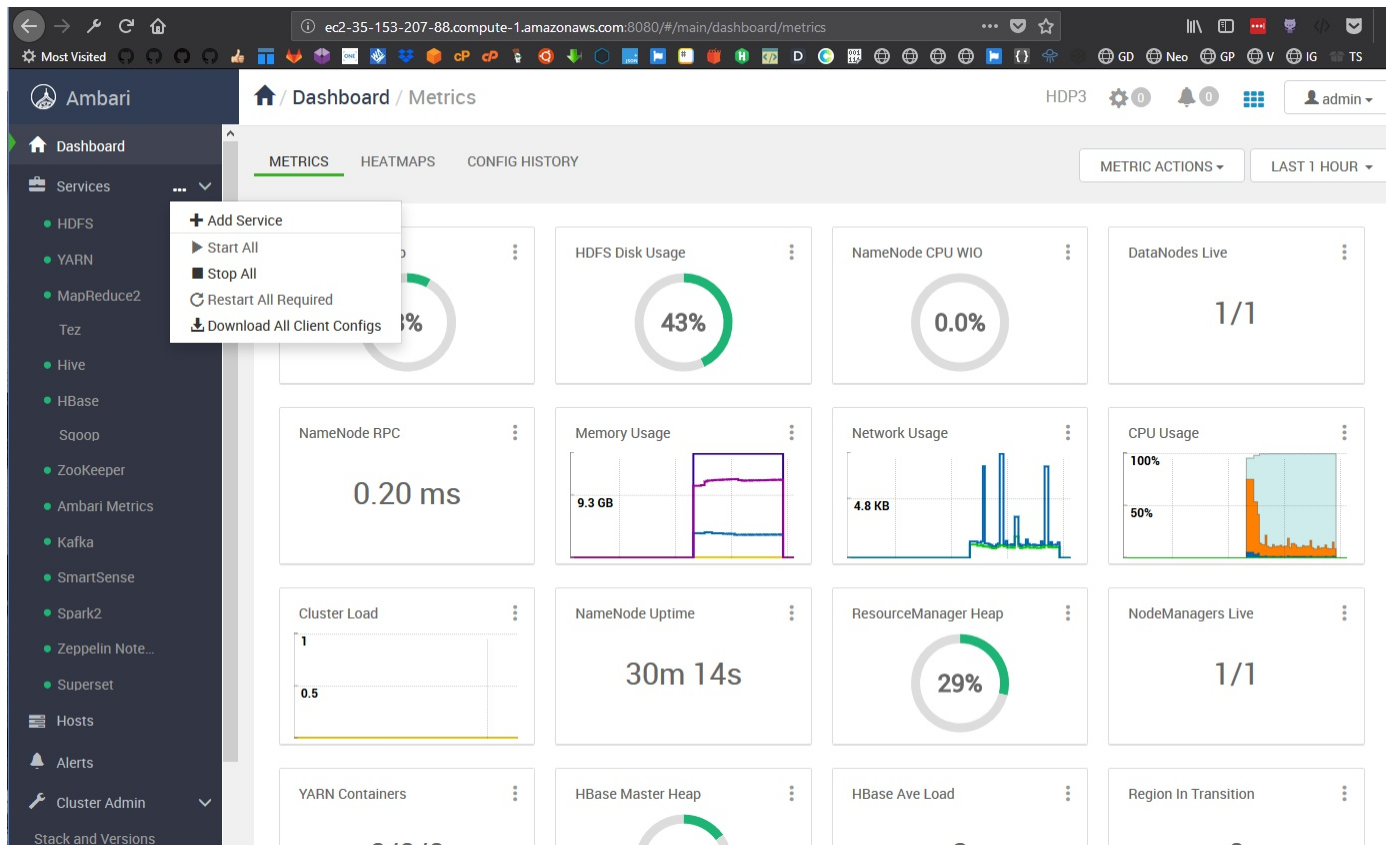 ec2-35-153-207-88.compute-1.amazonaws.com:8080/#/main/dashboard/metrics
Most Visited GD Neo GP V IG TS
Ambari
/ Dashboard / Metrics
HDP3 0 0 admin
Dashboard
Services ...
HDFS
YARN
MapReduce2
Tez
Hive
HBase
Sqoop
ZooKeeper
Ambari Metrics
Kafka
SmartSense
Spark2
Zeppelin Note...
Superset
Hosts
Alerts
Cluster Admin
Stack and Versions
Add Service
Start All
Stop All
Restart All Required
Download All Client Configs
METRICS HEATMAPS CONFIG HISTORY
METRIC ACTIONS LAST 1 HOUR
HDFS Disk Usage
43%
NameNode CPU WIO
0.0%
DataNodes Live
1/1
NameNode RPC
0.20 ms
Memory Usage
9.3 GB
Network Usage
4.8 KB
CPU Usage
100%
50%
Cluster Load
1
0.5
NameNode Uptime
30m 14s
ResourceManager Heap
29%
NodeManagers Live
1/1
YARN Containers
HBase Master Heap
HBase Ave Load
Region In Transition